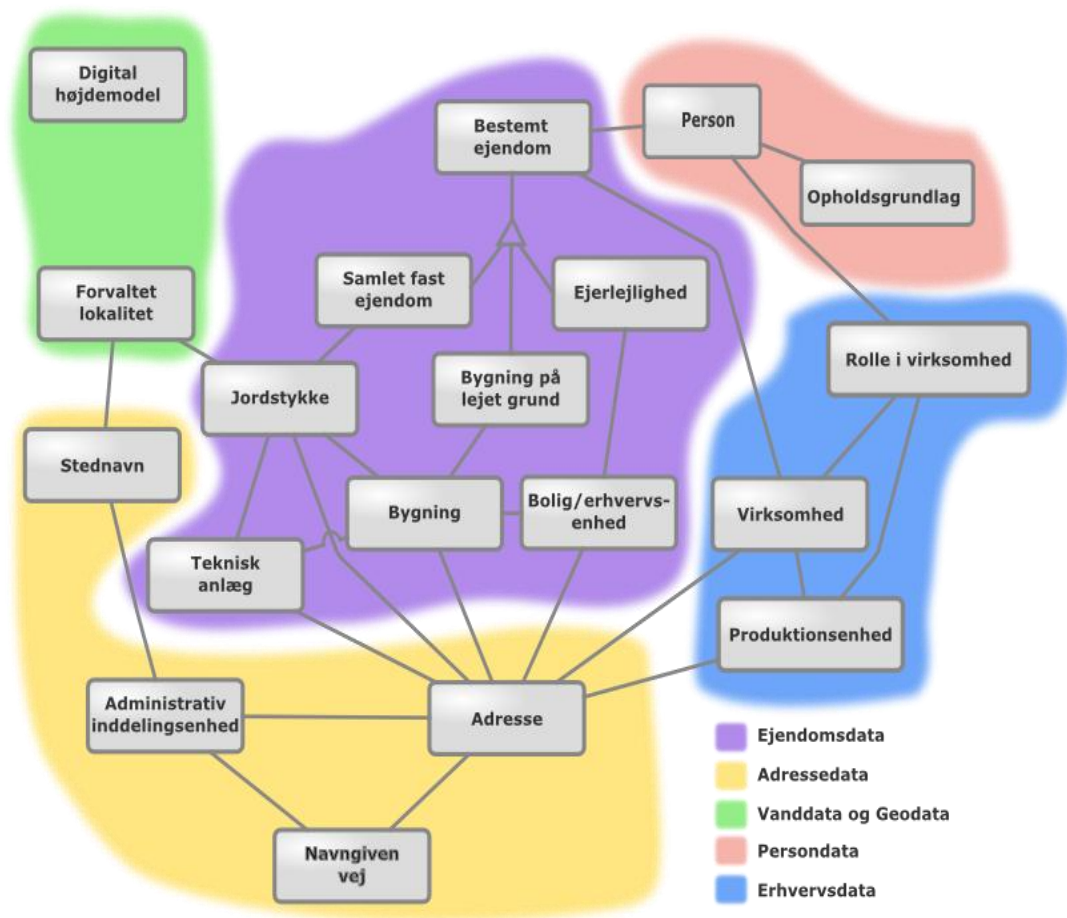 Digital
højdemodel
Bestemt
ejendom
Person
Opholdsgrundlag
Forvaltet
lokalitet
Samlet fast
ejendom
Ejerlejlighed
Rolle i virksomhed
Jordstykke
Bygning på
lejet grund
Stednavn
Bygning
Bolig/erhvervs-
enhed
Virksomhed
Teknisk
anlæg
Produktionsenhed
Administrativ
inddelingsenhed
Adresse
Navngiven
vej
Ejendomsdata
Adressedata
Vanddata og Geodata
Persondata
Erhvervsdata